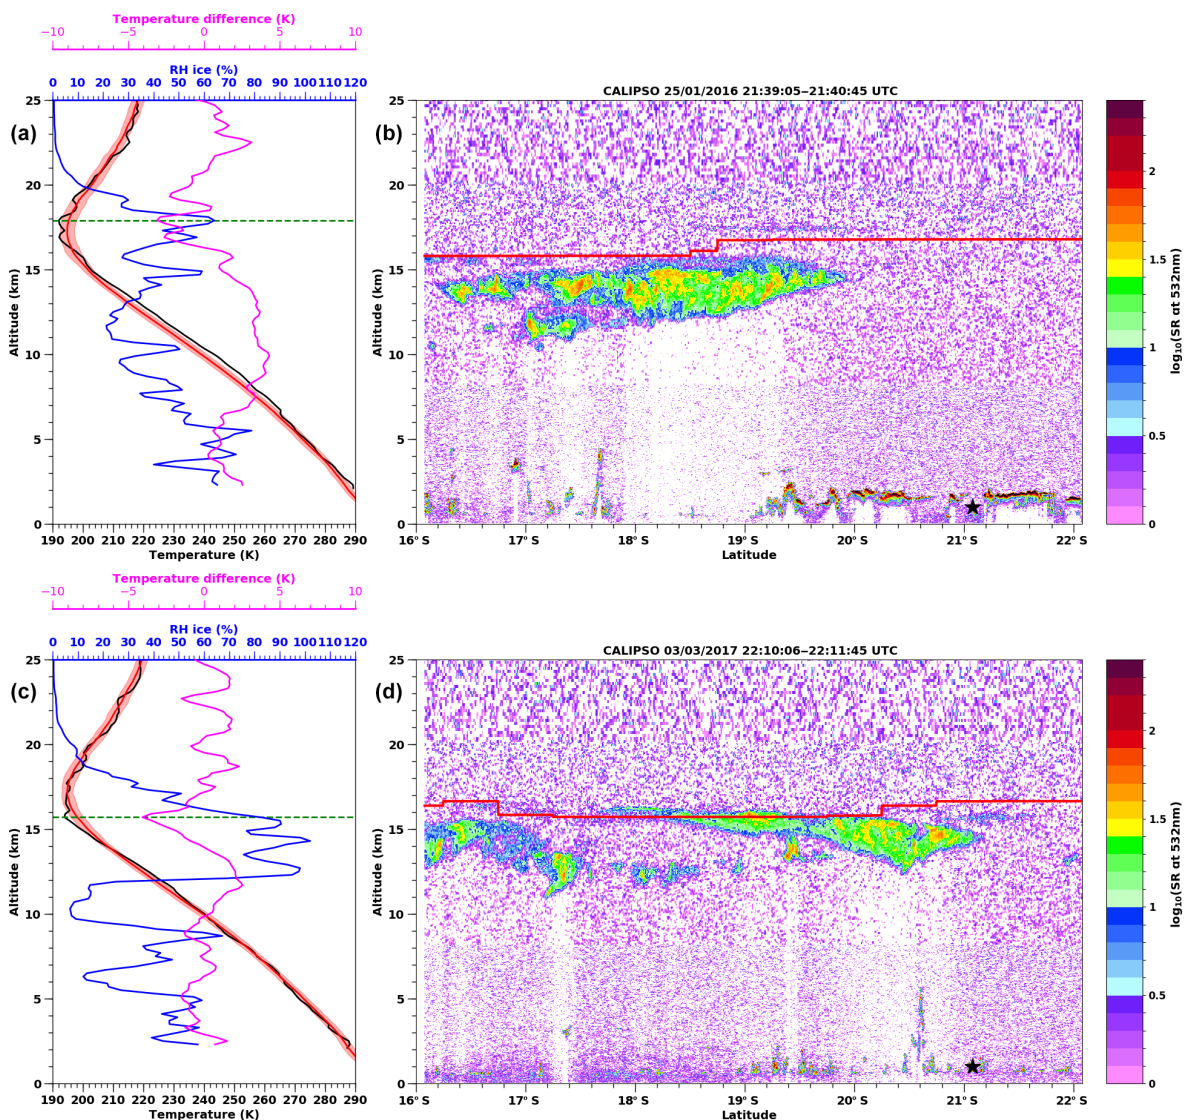 Temperature difference (K)
−10 −5 0 5 10
RH ice (%)
0 10 20 30 40 50 60 70 80 90 100 110 120
CALIPSO 25/01/2016 21:39:05−21:40:45 UTC
(a)
(b)
25
20
15
10
5
0
Altitude (km)
190 200 210 220 230 240 250 260 270 280 290
Temperature (K)
25
20
15
10
5
0
Altitude (km)
16°S 17°S 18°S 19°S 20°S 21°S 22°S
Latitude
2
1.5
1
0.5
0
log10(SR at 532nm)
Temperature difference (K)
−10 −5 0 5 10
RH ice (%)
0 10 20 30 40 50 60 70 80 90 100 110 120
CALIPSO 03/03/2017 22:10:06−22:11:45 UTC
(c)
(d)
25
20
15
10
5
0
Altitude (km)
190 200 210 220 230 240 250 260 270 280 290
Temperature (K)
25
20
15
10
5
0
Altitude (km)
16°S 17°S 18°S 19°S 20°S 21°S 22°S
Latitude
2
1.5
1
0.5
0
log10(SR at 532nm)